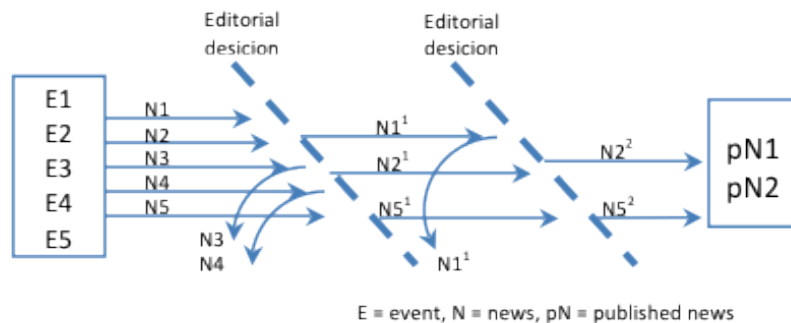 Editorial
desicion
Editorial
desicion
E1
E2
E3
E4
E5
N1
N2
N3
N4
N5
N3
N4
N1¹
N2¹
N5¹
N1¹
N2²
N5²
pN1
pN2
E = event, N = news, pN = published news